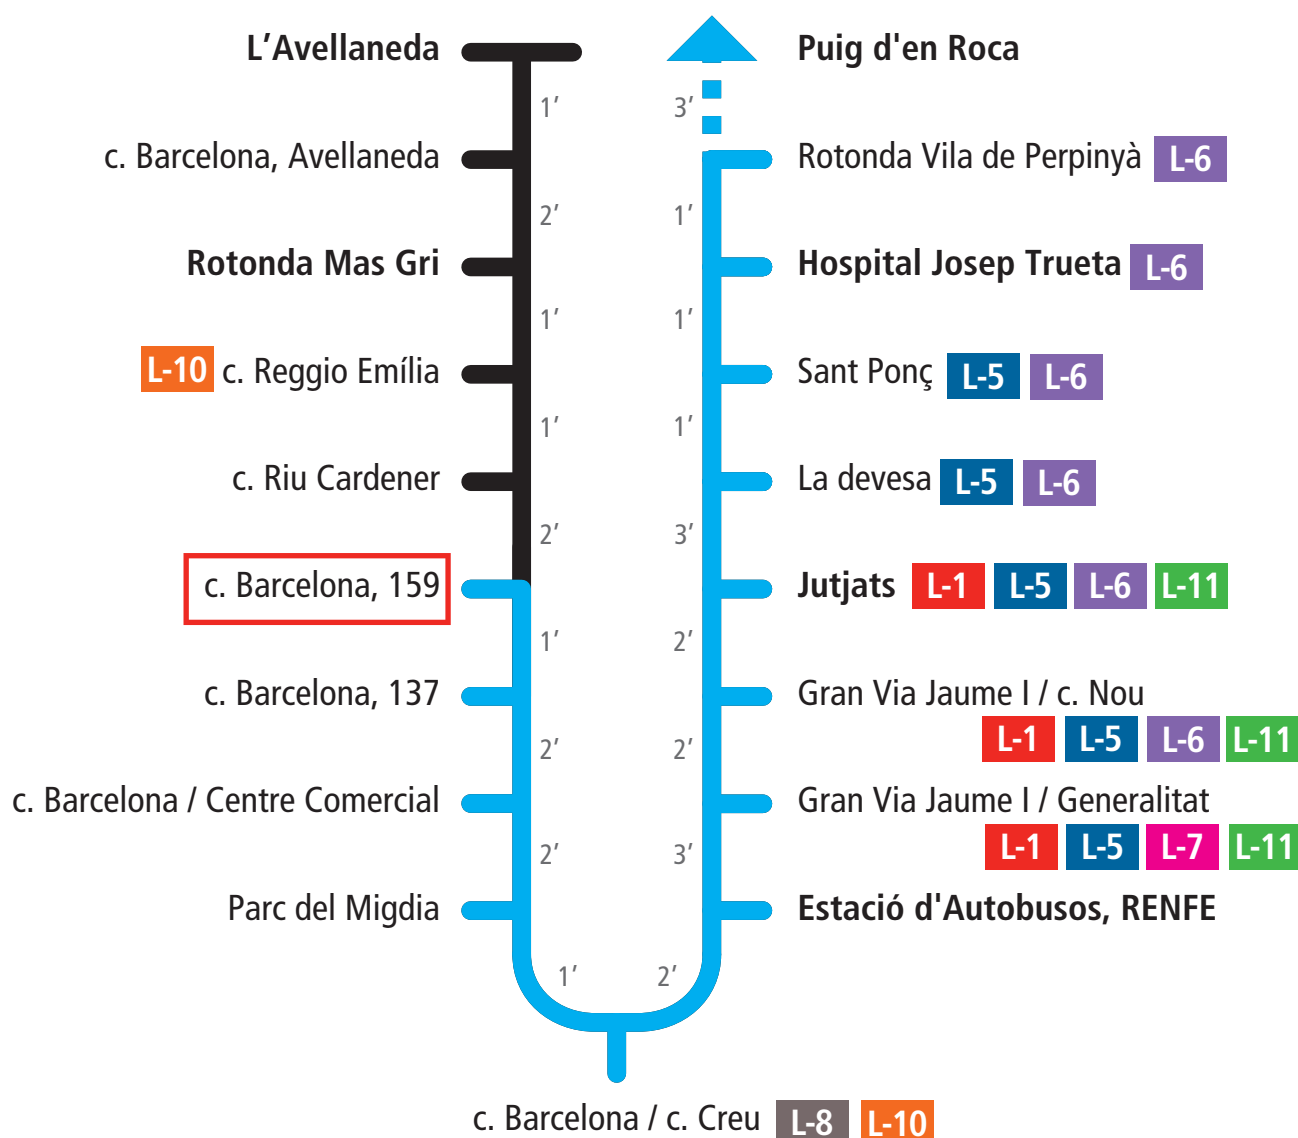 L’Avellaneda
1’
c. Barcelona, Avellaneda
2’
Rotonda Mas Gri
1’
L-10 c. Reggio Emília
1’
c. Riu Cardener
2’
c. Barcelona, 159
1’
c. Barcelona, 137
2’
c. Barcelona / Centre Comercial
2’
Parc del Migdia
1’
c. Barcelona / c. Creu L-8 L-10
2’
Estació d'Autobusos, RENFE
3’
Gran Via Jaume I / Generalitat
L-1 L-5 L-7 L-11
2’
Gran Via Jaume I / c. Nou
L-1 L-5 L-6 L-11
2’
Jutjats L-1 L-5 L-6 L-11
3’
La devesa L-5 L-6
1’
Sant Ponç L-5 L-6
1’
Hospital Josep Trueta L-6
1’
Rotonda Vila de Perpinyà L-6
3’
Puig d'en Roca